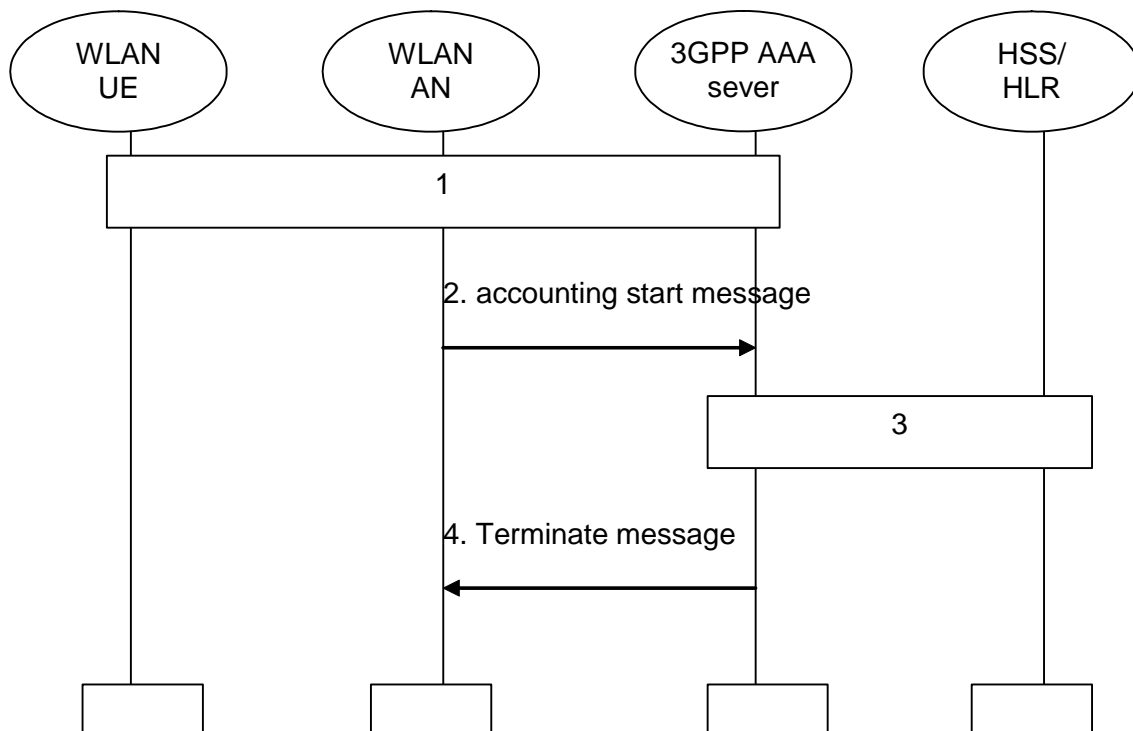 WLAN
UE
WLAN
AN
3GPP AAA
sever
HSS/
HLR
1
2. accounting start message
3
4. Terminate message